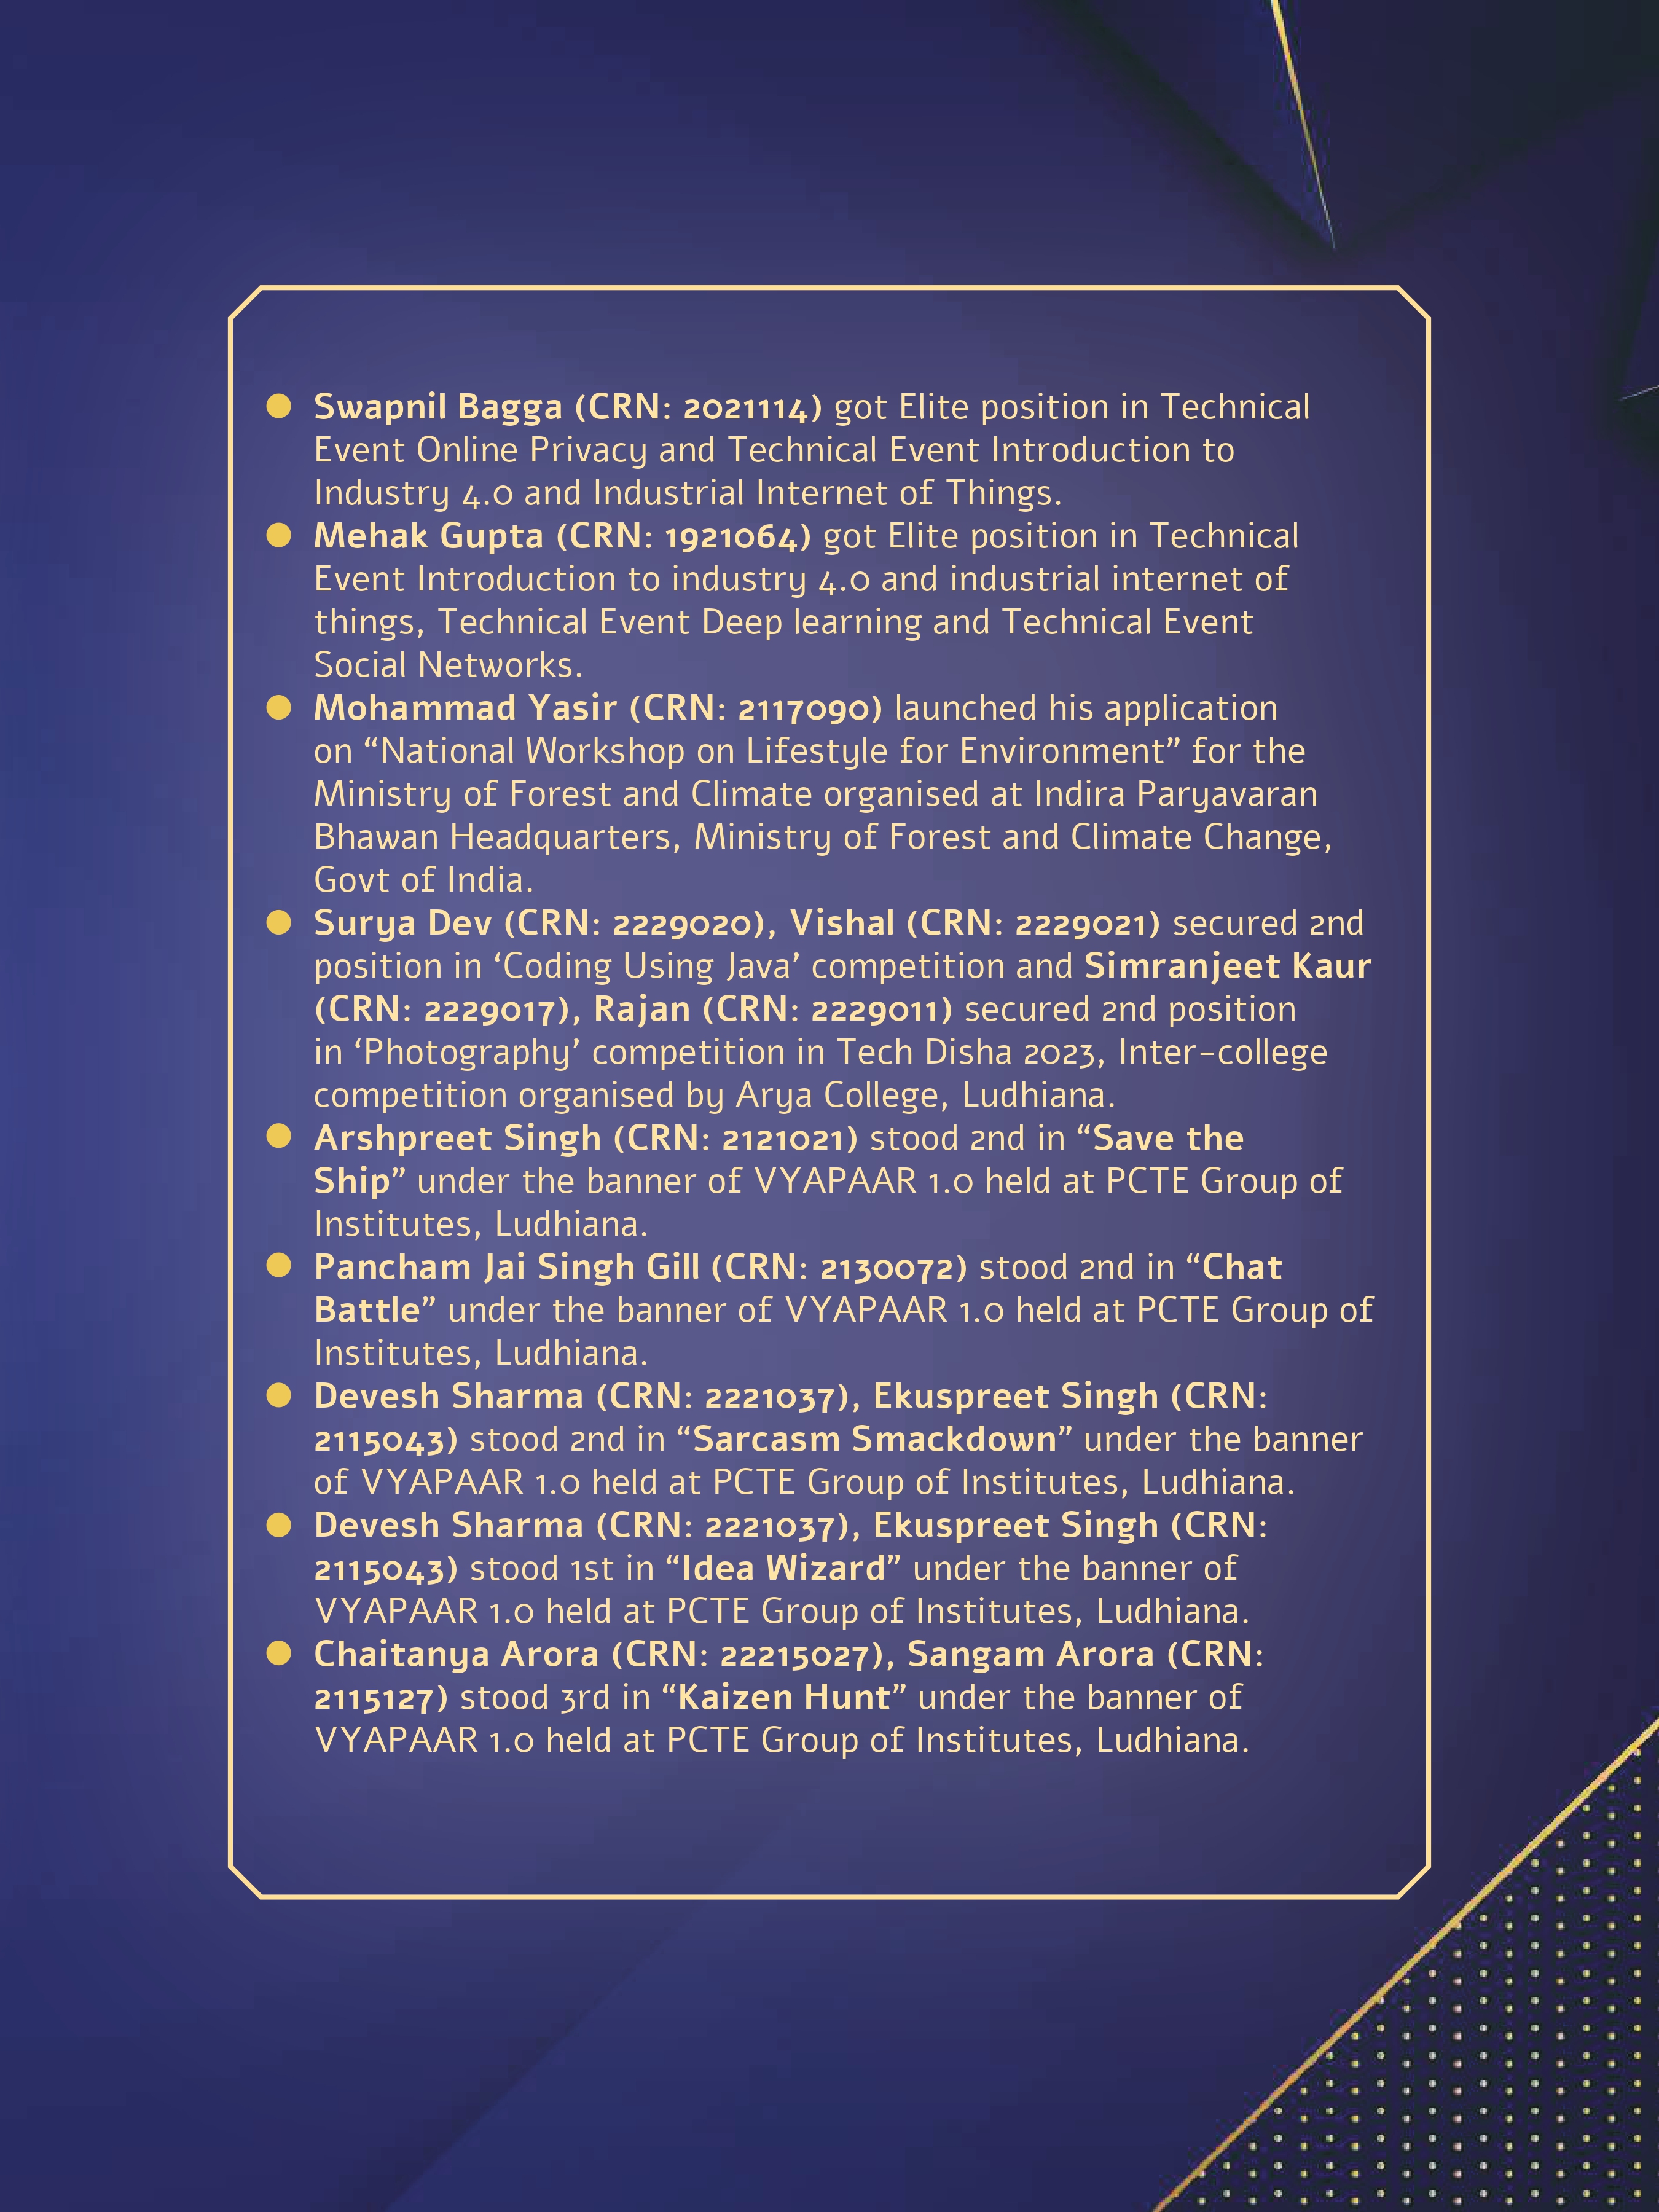 Swapnil Bagga (CRN: 2021114) got Elite position in Technical
Event Online Privacy and Technical Event Introduction to
Industry 4.0 and Industrial Internet of Things.
Mehak Gupta (CRN: 1921064) got Elite position in Technical
Event Introduction to industry 4.0 and industrial internet of
things, Technical Event Deep learning and Technical Event
Social Networks.
Mohammad Yasir (CRN: 2117090) launched his application
on “National Workshop on Lifestyle for Environment” for the
Ministry of Forest and Climate organised at Indira Paryavaran
Bhawan Headquarters, Ministry of Forest and Climate Change,
Govt of India.
Surya Dev (CRN: 2229020), Vishal (CRN: 2229021) secured 2nd
position in ‘Coding Using Java’ competition and Simranjeet Kaur
(CRN: 2229017), Rajan (CRN: 2229011) secured 2nd position
in ‘Photography’ competition in Tech Disha 2023, Inter-college
competition organised by Arya College, Ludhiana.
Arshpreet Singh (CRN: 2121021) stood 2nd in “Save the
Ship” under the banner of VYAPAAR 1.0 held at PCTE Group of
Institutes, Ludhiana.
Pancham Jai Singh Gill (CRN: 2130072) stood 2nd in “Chat
Battle” under the banner of VYAPAAR 1.0 held at PCTE Group of
Institutes, Ludhiana.
Devesh Sharma (CRN: 2221037), Ekuspreet Singh (CRN:
2115043) stood 2nd in “Sarcasm Smackdown” under the banner
of VYAPAAR 1.0 held at PCTE Group of Institutes, Ludhiana.
Devesh Sharma (CRN: 2221037), Ekuspreet Singh (CRN:
2115043) stood 1st in “Idea Wizard” under the banner of
VYAPAAR 1.0 held at PCTE Group of Institutes, Ludhiana.
Chaitanya Arora (CRN: 22215027), Sangam Arora (CRN:
2115127) stood 3rd in “Kaizen Hunt” under the banner of
VYAPAAR 1.0 held at PCTE Group of Institutes, Ludhiana.